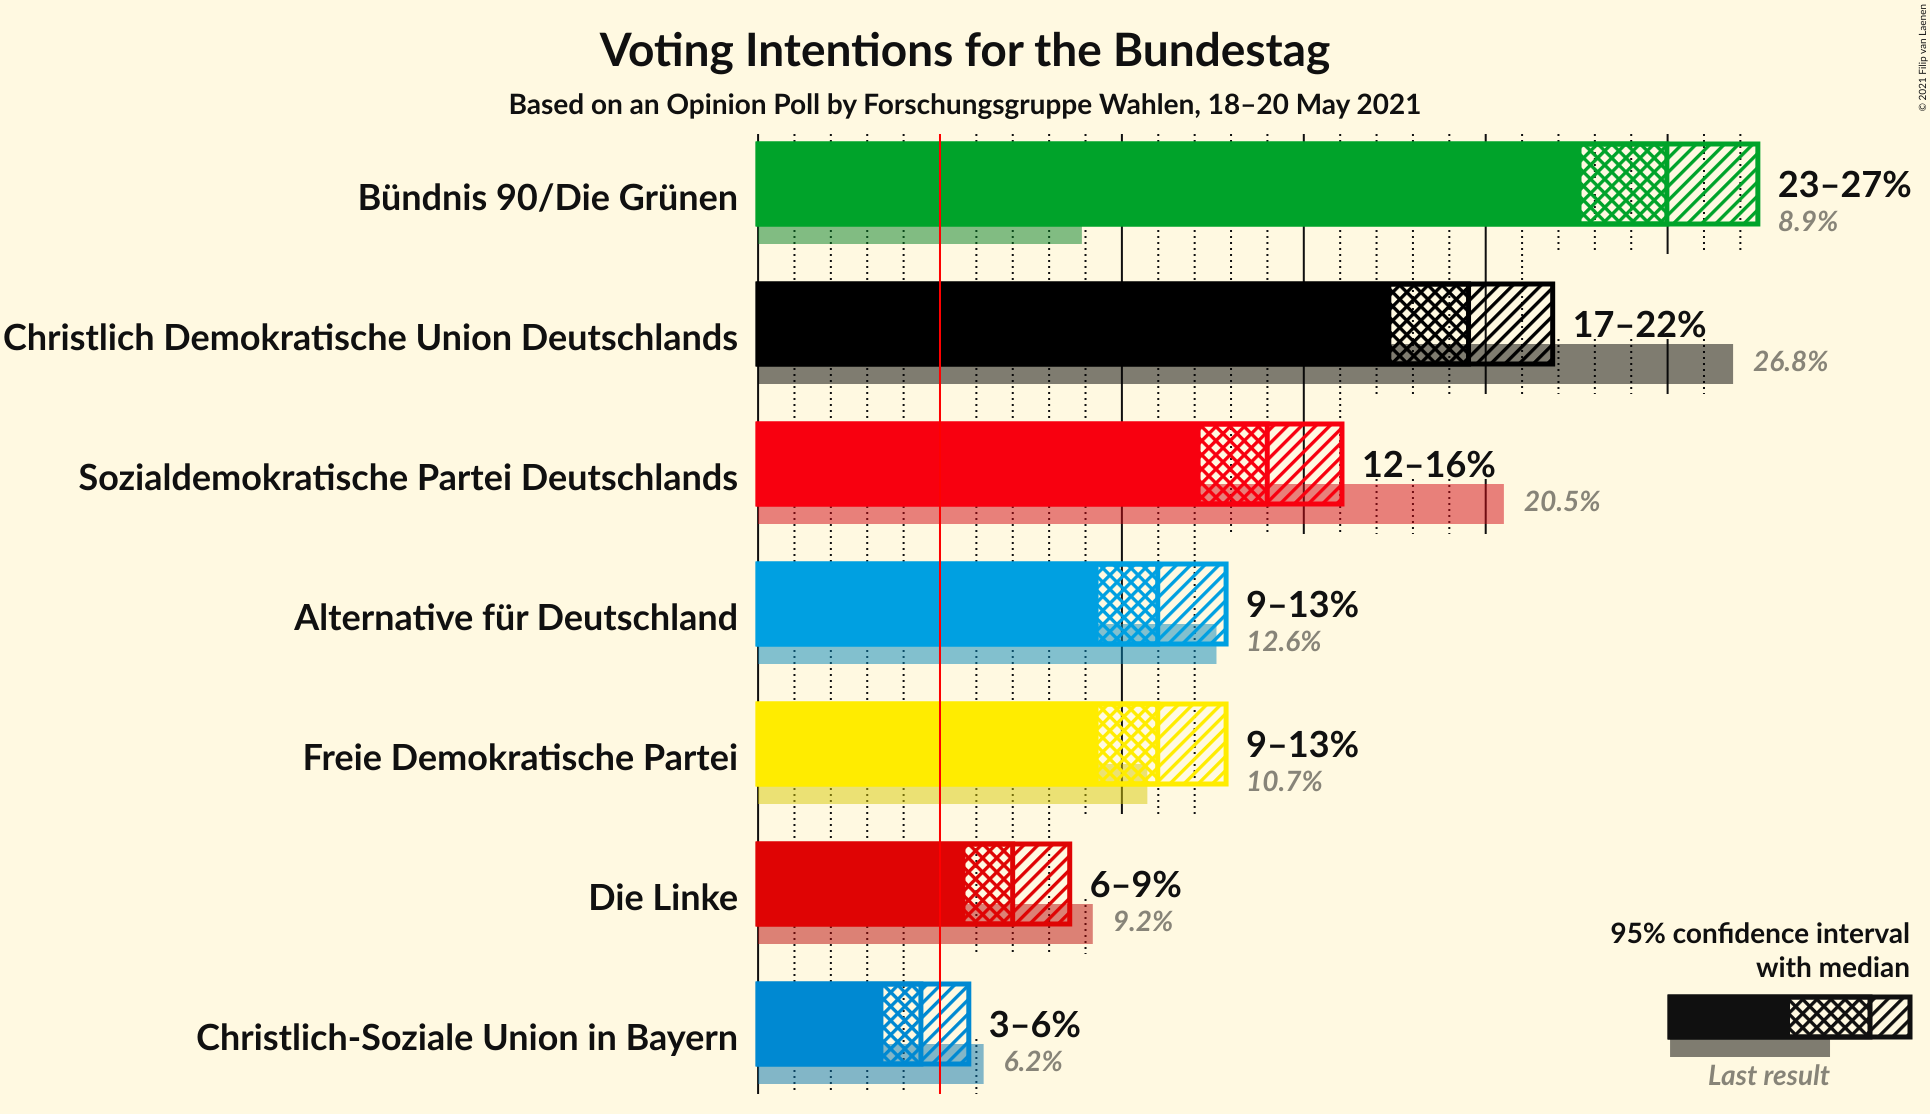 Voting Intentions for the Bundestag
Based on an Opinion Poll by Forschungsgruppe Wahlen, 18–20 May 2021
© 2021 Filip van Laenen
Bündnis 90/Die Grünen
23–27%
8.9%
Christlich Demokratische Union Deutschlands
17–22%
26.8%
Sozialdemokratische Partei Deutschlands
12–16%
20.5%
Alternative für Deutschland
9–13%
12.6%
Freie Demokratische Partei
9–13%
10.7%
Die Linke
6–9%
9.2%
Christlich-Soziale Union in Bayern
3–6%
6.2%
95% confidence interval
with median
Last result